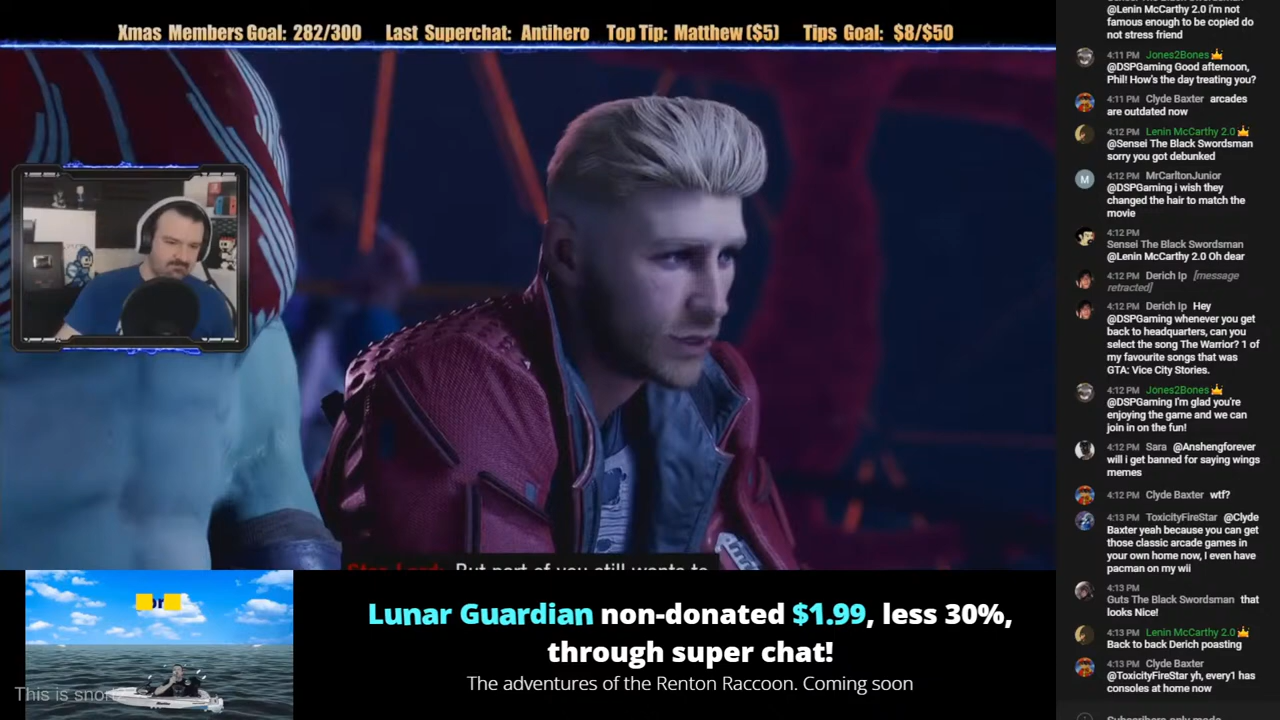 Xmas Members Goal: 282/300 Last Superchat: Antihero Top Tip: Matthew ($5) Tips Goal: $8/$50
But part of you still wants to
Lunar Guardian non-donated $1.99, less 30%,
through super chat!
The adventures of the Renton Raccoon. Coming soon
This is snort
@Lenin McCarthy 2.0 I'm not
famous enough to be copied do
not stress friend
4:11 PM Jones2Bones
@DSPGaming Good afternoon,
Phil! How's the day treating you?
4:11 PM Clyde Baxter arcades
are outdated now
4:12 PM Lenin McCarthy 2.0
@Sensei The Black Swordsman
sorry you got debunked
M
4:12 PM MrCarltonJunior
@DSPGaming i wish they
changed the hair to match the
movie
4:12 PM
Sensei The Black Swordsman
@Lenin McCarthy 2.0 Oh dear
4:12 PM Derich Ip [message
retracted]
4:12 PM Derich Ip Hey
@DSPGaming whenever you get
back to headquarters, can you
select the song The Warrior? 1 of
my favourite songs that was
GTA: Vice City Stories.
4:12 PM Jones2Bones
@DSPGaming I'm glad you're
enjoying the game and we can
join in on the fun!
4:12 PM Sara @Anshengforever
will i get banned for saying wings
memes
4:12 PM Clyde Baxter wtf?
4:13 PM ToxicityFireStar @Clyde
Baxter yeah because you can get
those classic arcade games in
your own home now, I even have
pacman on my wii
4:13 PM
Guts The Black Swordsman that
looks Nice!
4:13 PM Lenin McCarthy 2.0
Back to back Derich poasting
4:13 PM Clyde Baxter
@ToxicityFireStar yh, every1 has
consoles at home now
Subscribers-only mode